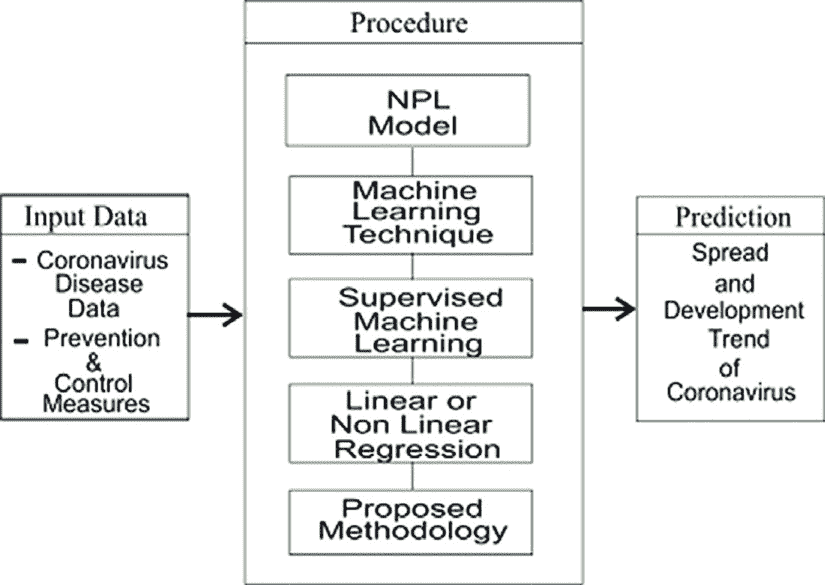 Input Data
- Coronavirus
Disease
Data
- Prevention
&
Control
Measures
Procedure
NPL
Model
Machine
Learning
Technique
Supervised
Machine
Learning
Linear or
Non Linear
Regression
Proposed
Methodology
Prediction
Spread
and
Development
Trend
of
Coronavirus